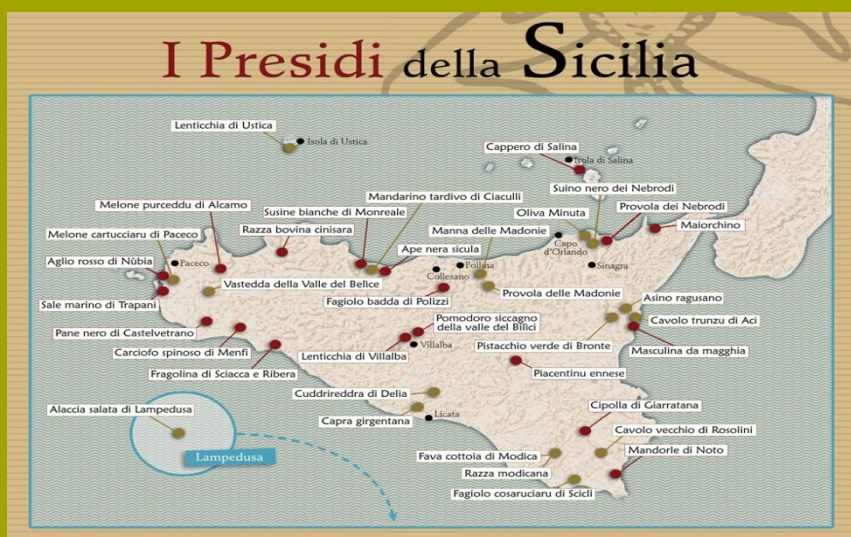 I Presidi della Sicilia
Lenticchia di Ustica
Isola di Ustica
Cappero di Salina
Isola di Salina
Suino nero dei Nebrodi
Mandarino tardivo di Ciaculli
Melone purceddu di Alcamo
Oliva Minuta
Provola dei Nebrodi
Susine bianche di Monreale
Maiorchino
Melone cartucciaru di Paceco
Razza bovina cinisara
Manna delle Madonie
Capo
d'Orlando
Ape nera sicula
Aglio rosso di Nùbia
Paceco
Pollina
Sinagra
Collesano
Vastedda della Valle del Belìce
Provola delle Madonie
Asino ragusano
Sale marino di Trapani
Fagiolo badda di Polizzi
Pomodoro siccagno
della valle del Bìlìci
Cavolo trunzu di Aci
Pane nero di Castelvetrano
Villalba
Pistacchio verde di Bronte
Carciofo spinoso di Menfi
Lenticchia di Villalba
Masculina da magghia
Fragolina di Sciacca e Ribera
Piacentinu ennese
Cuddrireddra di Delia
Alaccia salata di Lampedusa
Capra girgentana
Licata
Cipolla di Giarratana
Cavolo vecchio di Rosolini
Lampedusa
Fava cottoia di Modica
Mandorle di Noto
Razza modicana
Fagiolo cosaruciaru di Scicli